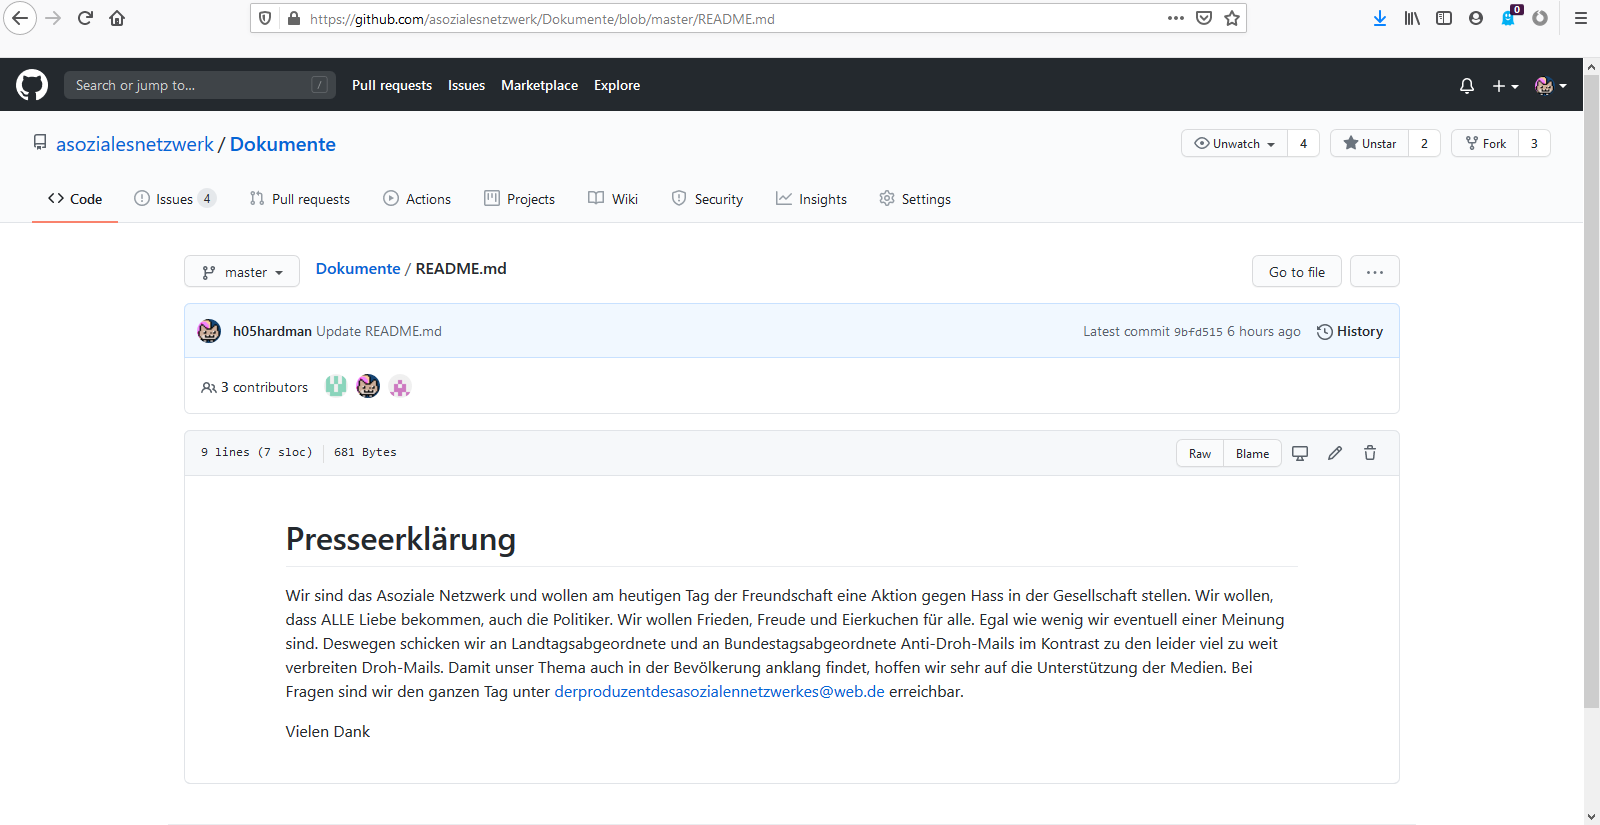 https://github.com/asozialesnetzwerk/Dokumente/blob/master/README.md
0
Search or jump to... /
Pull requests Issues Marketplace Explore
asozialesnetzwerk / Dokumente
Unwatch 4 Unstar 2 Fork 3
Code Issues 4 Pull requests Actions Projects Wiki Security Insights Settings
master Dokumente / README.md Go to file ...
h05hardman Update README.md Latest commit 9bfd515 6 hours ago History
3 contributors
9 lines (7 sloc) 681 Bytes Raw Blame
Presseerklärung
Wir sind das Asoziale Netzwerk und wollen am heutigen Tag der Freundschaft eine Aktion gegen Hass in der Gesellschaft stellen. Wir wollen,
dass ALLE Liebe bekommen, auch die Politiker. Wir wollen Frieden, Freude und Eierkuchen für alle. Egal wie wenig wir eventuell einer Meinung
sind. Deswegen schicken wir an Landtagsabgeordnete und an Bundestagsabgeordnete Anti-Droh-Mails im Kontrast zu den leider viel zu weit
verbreiten Droh-Mails. Damit unser Thema auch in der Bevölkerung anklang findet, hoffen wir sehr auf die Unterstützung der Medien. Bei
Fragen sind wir den ganzen Tag unter derproduzentdesasozialennetzwerkes@web.de erreichbar.
Vielen Dank